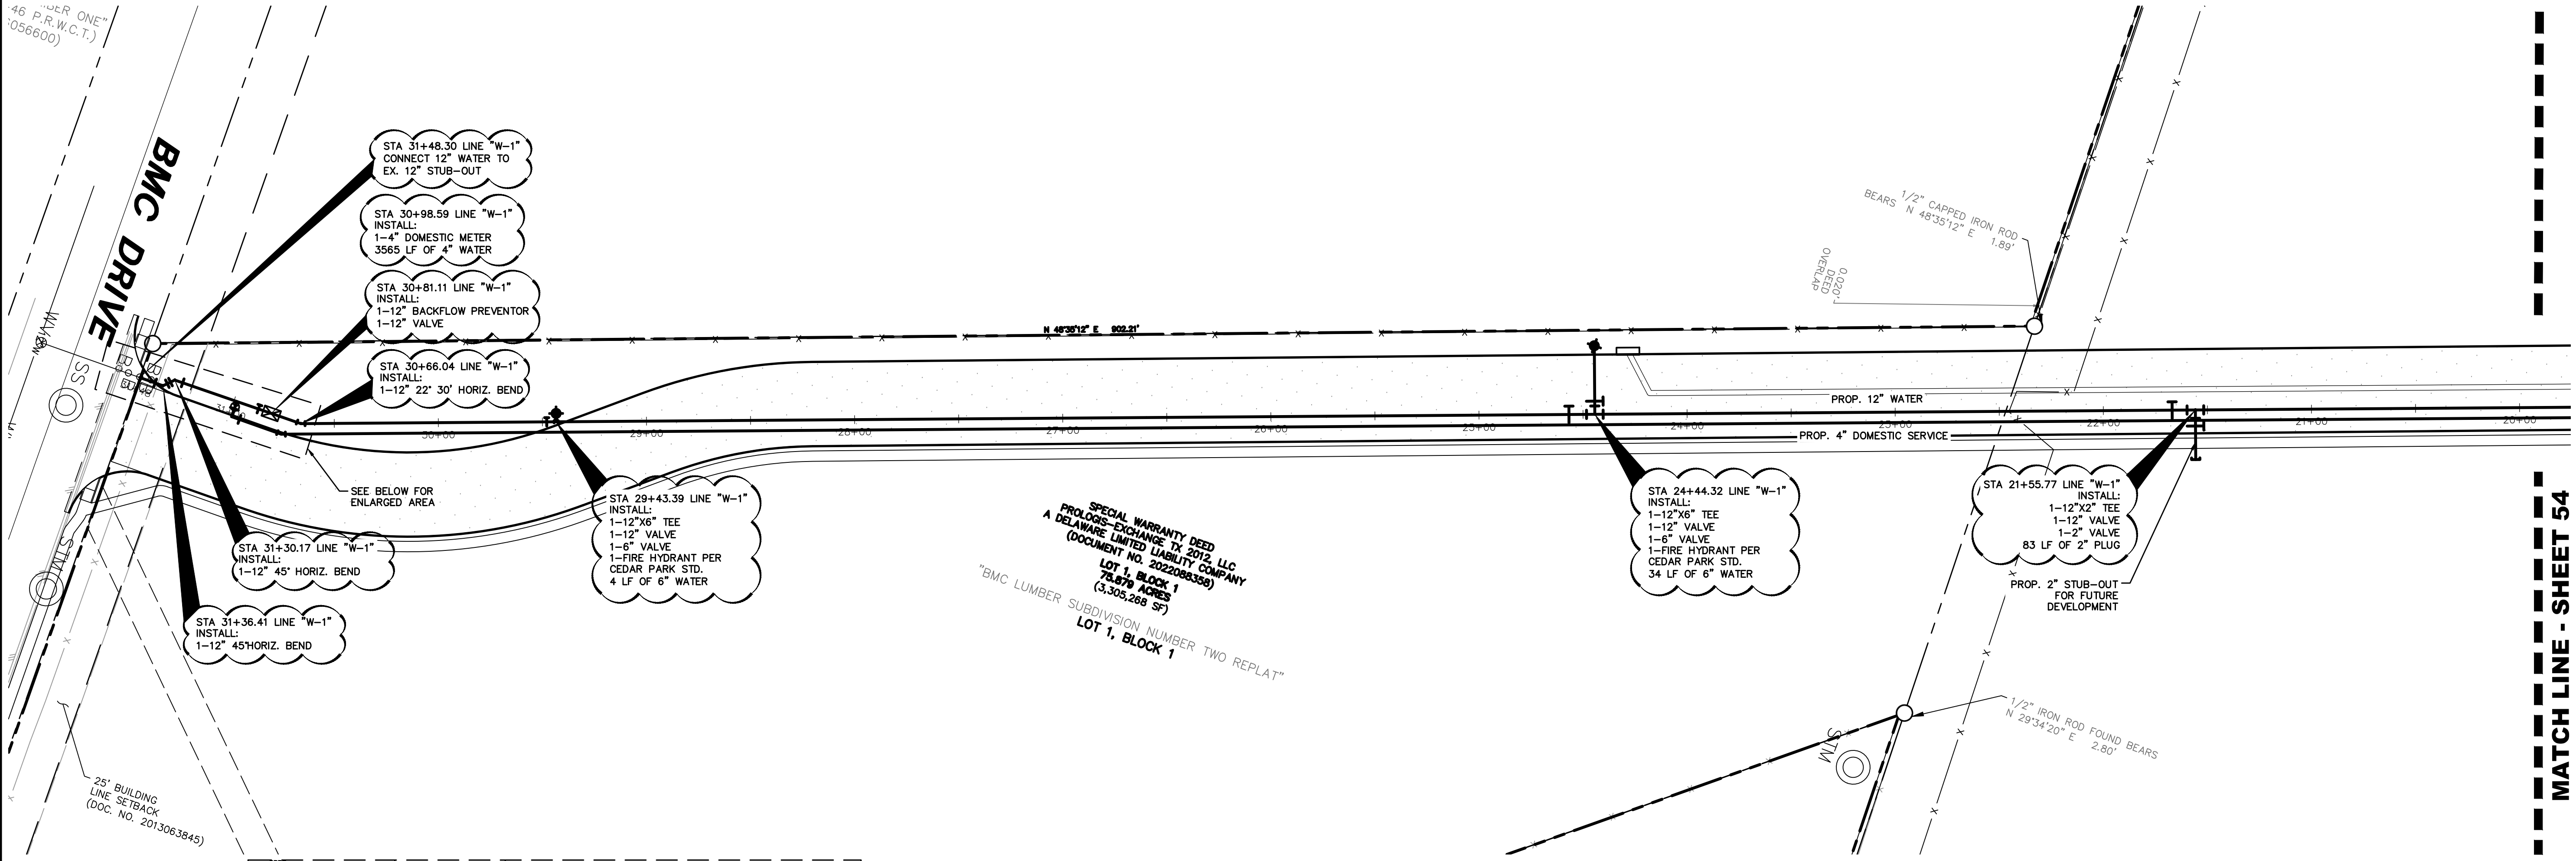 BER ONE"
46 P.R.W.C.T.)
056600)
BMC DRIVE
STA 31+48.30 LINE "W-1"
CONNECT 12" WATER TO
EX. 12" STUB-OUT
STA 30+98.59 LINE "W-1"
INSTALL:
1-4" DOMESTIC METER
3565 LF OF 4" WATER
STA 30+81.11 LINE "W-1"
INSTALL:
1-12" BACKFLOW PREVENTOR
1-12" VALVE
STA 30+66.04 LINE "W-1"
INSTALL:
1-12" 22° 30' HORIZ. BEND
N 48°35'12" E 902.21'
1/2" CAPPED IRON ROD
BEARS N 48°35'12" E 1.89'
0.020'
DEED
OVERLAP
PROP. 12" WATER
PROP. 4" DOMESTIC SERVICE
30+00
29+00
28+00
27+00
26+00
25+00
24+00
23+00
22+00
21+00
20+00
SS
STM
SEE BELOW FOR
ENLARGED AREA
STA 31+30.17 LINE "W-1"
INSTALL:
1-12" 45° HORIZ. BEND
STA 31+36.41 LINE "W-1"
INSTALL:
1-12" 45°HORIZ. BEND
STA 29+43.39 LINE "W-1"
INSTALL:
1-12"X6" TEE
1-12" VALVE
1-6" VALVE
1-FIRE HYDRANT PER
CEDAR PARK STD.
4 LF OF 6" WATER
SPECIAL WARRANTY DEED
PROLOGIS-EXCHANGE TX 2012, LLC
A DELAWARE LIMITED LIABILITY COMPANY
(DOCUMENT NO. 2022088358)
LOT 1, BLOCK 1
75.879 ACRES
(3,305,268 SF)
"BMC LUMBER SUBDIVISION NUMBER TWO REPLAT"
LOT 1, BLOCK 1
STA 24+44.32 LINE "W-1"
INSTALL:
1-12"X6" TEE
1-12" VALVE
1-6" VALVE
1-FIRE HYDRANT PER
CEDAR PARK STD.
34 LF OF 6" WATER
STA 21+55.77 LINE "W-1"
INSTALL:
1-12"X2" TEE
1-12" VALVE
1-2" VALVE
83 LF OF 2" PLUG
PROP. 2" STUB-OUT
FOR FUTURE
DEVELOPMENT
1/2" IRON ROD FOUND BEARS
N 29°34'20" E 2.80'
STM
25' BUILDING
LINE SETBACK
(DOC. NO. 2013063845)
MATCH LINE - SHEET 54